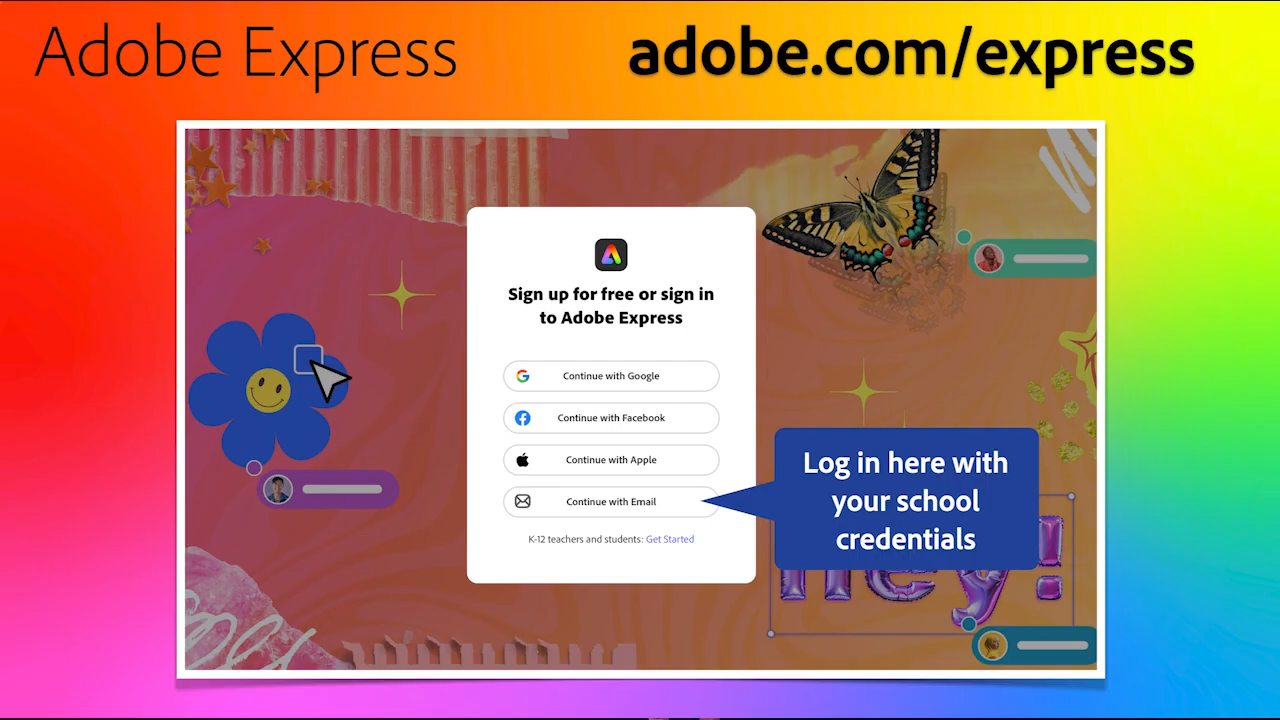 Adobe Express
adobe.com/express
Sign up for free or sign in
to Adobe Express
Continue with Google
Continue with Facebook
Continue with Apple
Continue with Email
K-12 teachers and students: Get Started
Log in here with
your school
credentials
hey!